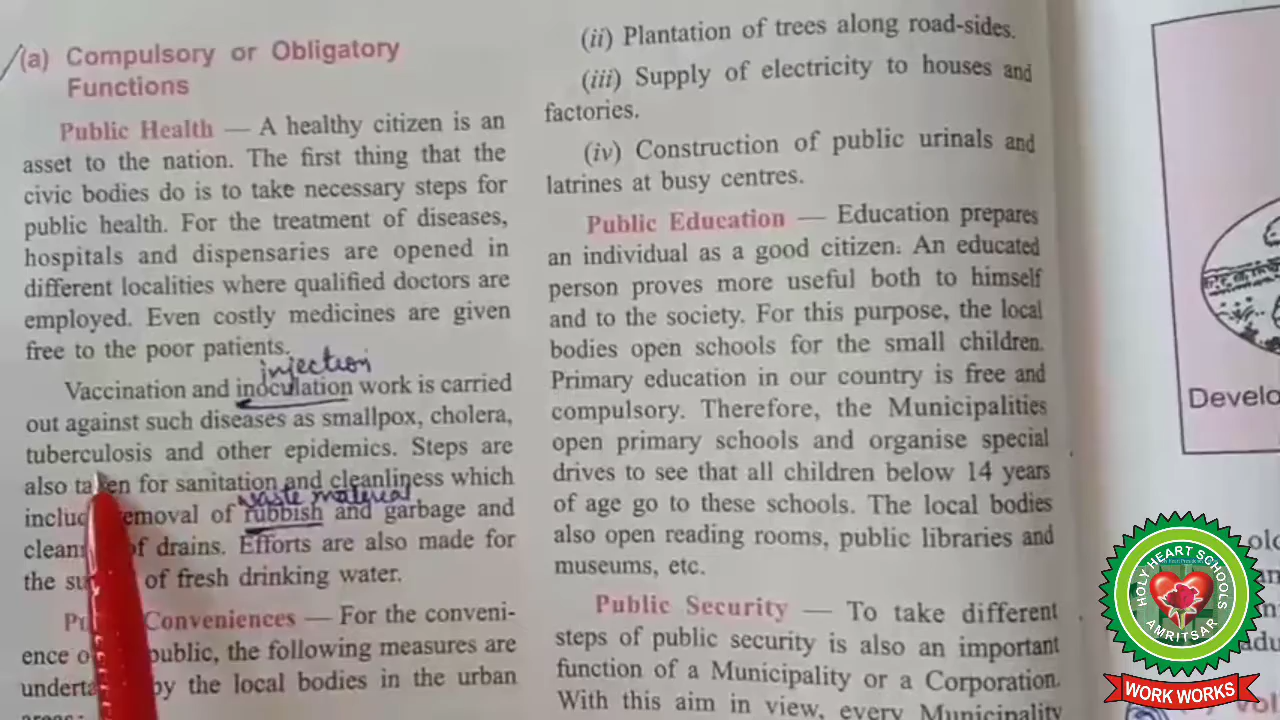 (a) Compulsory or Obligatory
Functions
Public Health — A healthy citizen is an
asset to the nation. The first thing that the
civic bodies do is to take necessary steps for
public health. For the treatment of diseases,
hospitals and dispensaries are opened in
different localities where qualified doctors are
employed. Even costly medicines are given
free to the poor patients.
injection
Vaccination and inoculation work is carried
out against such diseases as smallpox, cholera,
tuberculosis and other epidemics. Steps are
also taken for sanitation and cleanliness which
waste material
removal of rubbish and garbage and
of drains. Efforts are also made for
the of fresh drinking water.
Conveniences — For the conveni-
ence public, the following measures are
by the local bodies in the urban
areas:
(ii) Plantation of trees along road-sides.
(iii) Supply of electricity to houses and
factories.
(iv) Construction of public urinals and
latrines at busy centres.
Public Education — Education prepares
an individual as a good citizen. An educated
person proves more useful both to himself
and to the society. For this purpose, the local
bodies open schools for the small children.
Primary education in our country is free and
compulsory. Therefore, the Municipalities
open primary schools and organise special
drives to see that all children below 14 years
of age go to these schools. The local bodies
also open reading rooms, public libraries and
museums, etc.
Public Security — To take different
steps of public security is also an important
function of a Municipality or a Corporation.
With this aim in view, every Municipality
Develo
HOLY HEART SCHOOLS
AMRITSAR
WORK WORKS